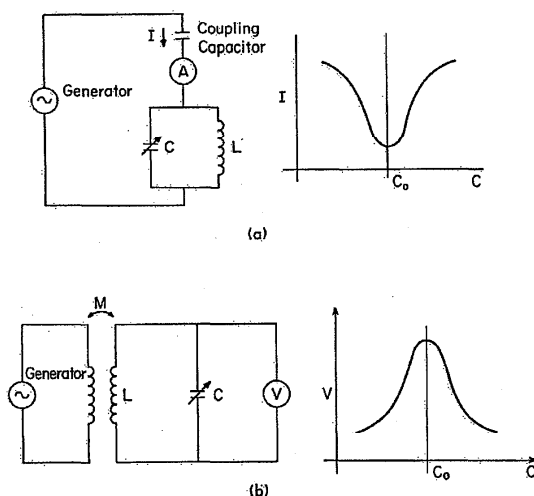 I
Coupling
Capacitor
A
Generator
C
L
I
C₀
C
(a)
M
Generator
L
C
V
V
C₀
C
(b)